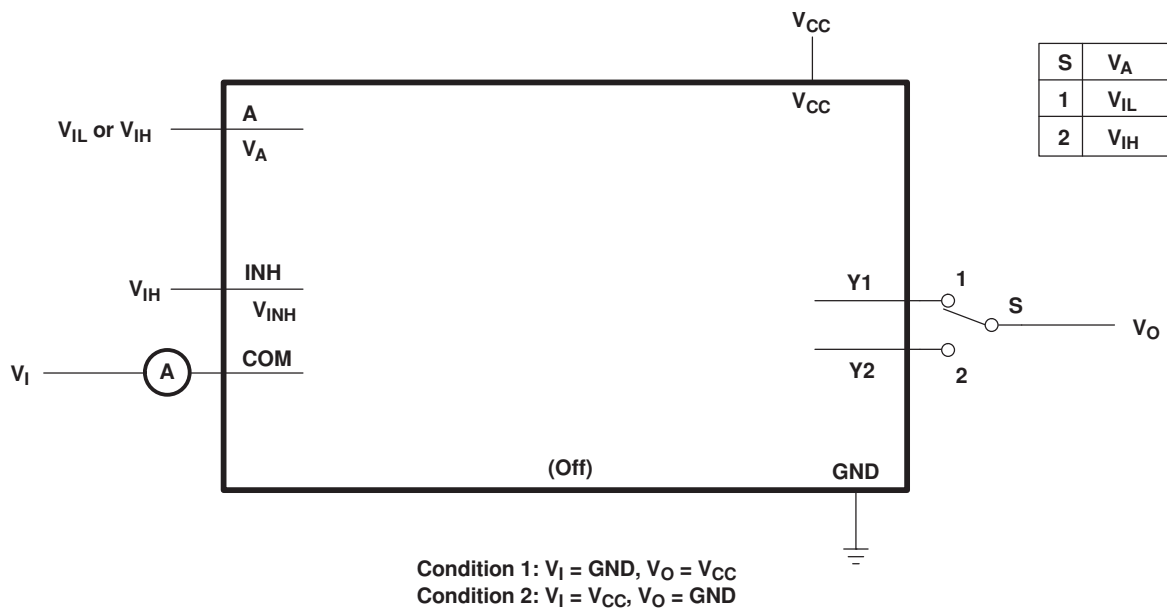 VCC
S VA
1 VIL
2 VIH
VCC
A
VIL or VIH
VA
INH
VIH
VINH
Y1
1
S
VO
COM
VI
A
Y2
2
(Off)
GND
Condition 1: VI = GND, VO = VCC
Condition 2: VI = VCC, VO = GND